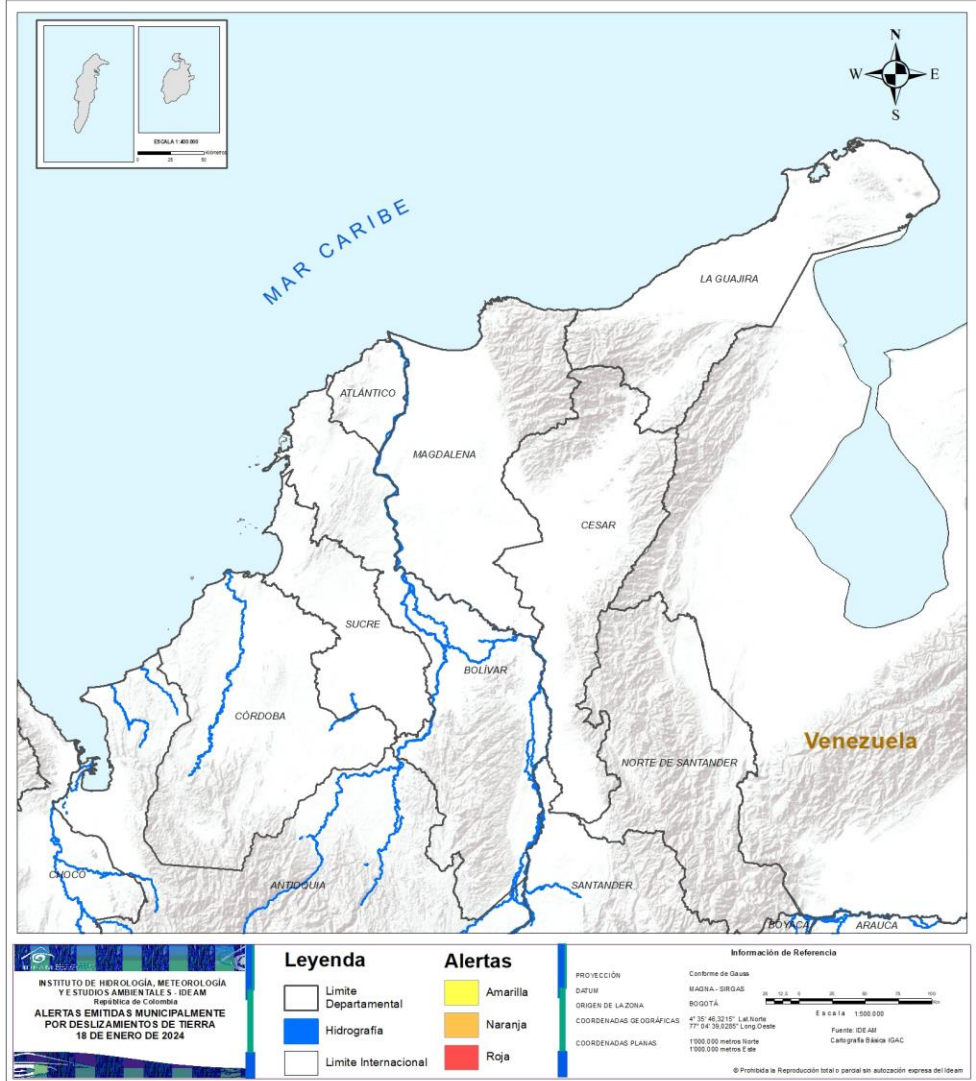 N
W E
S
ESCALA 1:400.000
0 25 50
Kilómetros
MAR CARIBE
LA GUAJIRA
ATLÁNTICO
MAGDALENA
CESAR
SUCRE
BOLÍVAR
CÓRDOBA
Venezuela
NORTE DE SANTANDER
CHOCO
ANTIOQUIA
SANTANDER
BOYACÁ
ARAUCA
IDEAM
INSTITUTO DE HIDROLOGÍA, METEOROLOGÍA
Y ESTUDIOS AMBIENTALES - IDEAM
República de Colombia
ALERTAS EMITIDAS MUNICIPALMENTE
POR DESLIZAMIENTOS DE TIERRA
18 DE ENERO DE 2024
Leyenda
Limite
Departamental
Hidrografía
Limite Internacional
Alertas
Amarilla
Naranja
Roja
Información de Referencia
PROYECCIÓN Conforme de Gauss
DATUM MAGNA - SIRGAS
ORIGEN DE LA ZONA BOGOTÁ
COORDENADAS GEOGRÁFICAS 4° 35' 46,3215" Lat.Norte
77° 04' 39,0285" Long.Oeste
COORDENADAS PLANAS 1'000.000 metros Norte
1'000.000 metros Este
Escala 1:500.000
Fuente: IDEAM
Cartografía Básica IGAC
© Prohibida la Reproducción total o parcial sin autozación expresa del Ideam